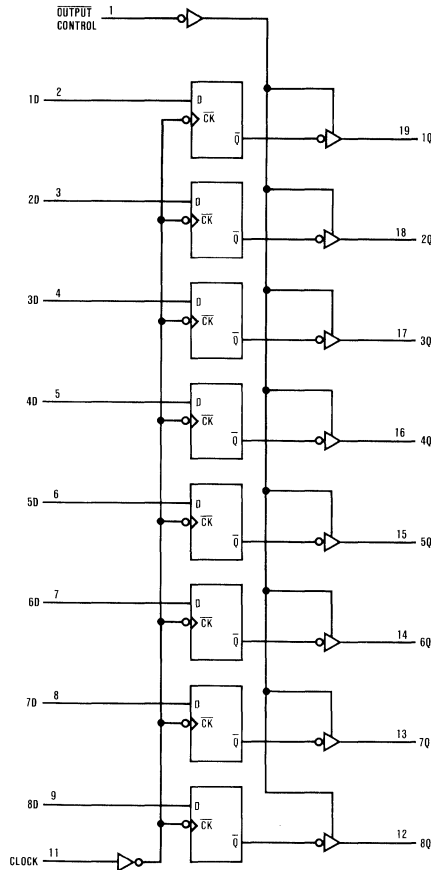 OUTPUT CONTROL 1
1D 2 D CK Q 19 1Q
2D 3 D CK Q 18 2Q
3D 4 D CK Q 17 3Q
4D 5 D CK Q 16 4Q
5D 6 D CK Q 15 5Q
6D 7 D CK Q 14 6Q
7D 8 D CK Q 13 7Q
8D 9 D CK Q 12 8Q
CLOCK 11